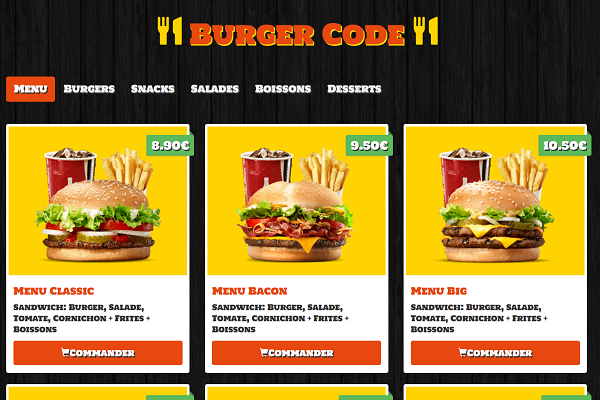 Burger Code
Menu Burgers Snacks Salades Boissons Desserts
8.90€
9.50€
10.50€
Menu Classic
Sandwich: Burger, Salade,
Tomate, Cornichon + Frites +
Boissons
Commander
Menu Bacon
Sandwich: Burger, Salade,
Tomate, Cornichon + Frites +
Boissons
Commander
Menu Big
Sandwich: Burger, Salade,
Tomate, Cornichon + Frites +
Boissons
Commander